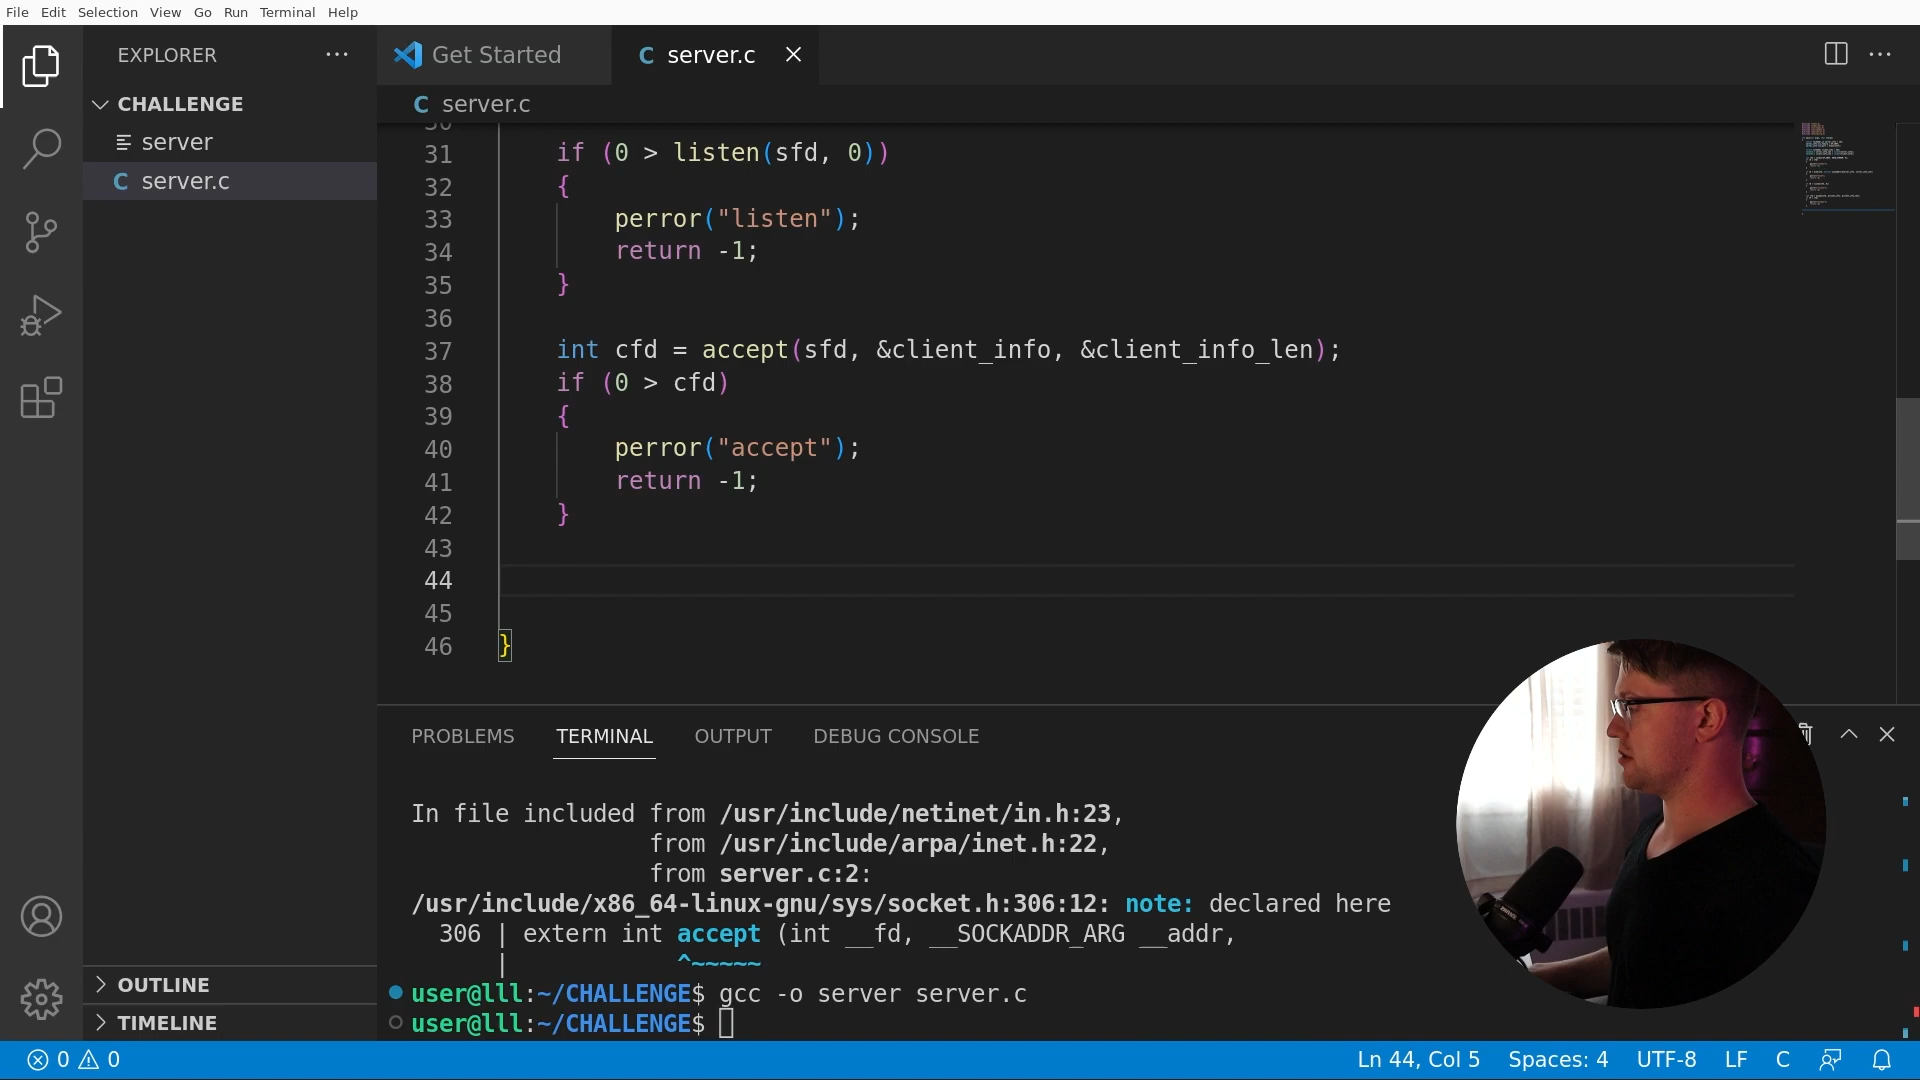 File Edit Selection View Go Run Terminal Help
EXPLORER
CHALLENGE
server
C server.c
OUTLINE
TIMELINE
Get Started
C server.c
C server.c
30
31 if (0 > listen(sfd, 0))
32 {
33 perror("listen");
34 return -1;
35 }
36
37 int cfd = accept(sfd, &client_info, &client_info_len);
38 if (0 > cfd)
39 {
40 perror("accept");
41 return -1;
42 }
43
44
45
46 }
PROBLEMS TERMINAL OUTPUT DEBUG CONSOLE
In file included from /usr/include/netinet/in.h:23,
from /usr/include/arpa/inet.h:22,
from server.c:2:
/usr/include/x86_64-linux-gnu/sys/socket.h:306:12: note: declared here
306 | extern int accept (int __fd, __SOCKADDR_ARG __addr,
| ^~~~~~
user@lll:~/CHALLENGE$ gcc -o server server.c
user@lll:~/CHALLENGE$
0 0 Ln 44, Col 5 Spaces: 4 UTF-8 LF C